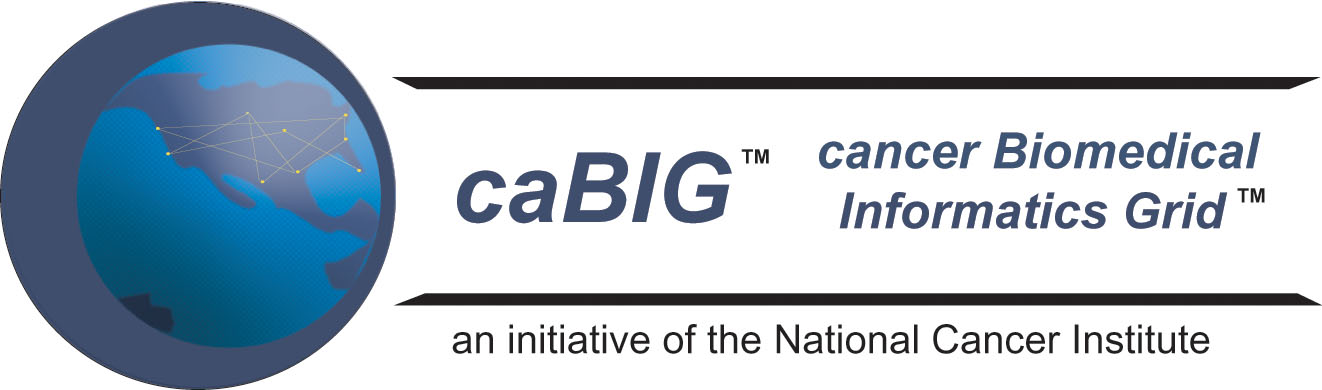 caBIG™
cancer Biomedical
Informatics Grid™
an initiative of the National Cancer Institute